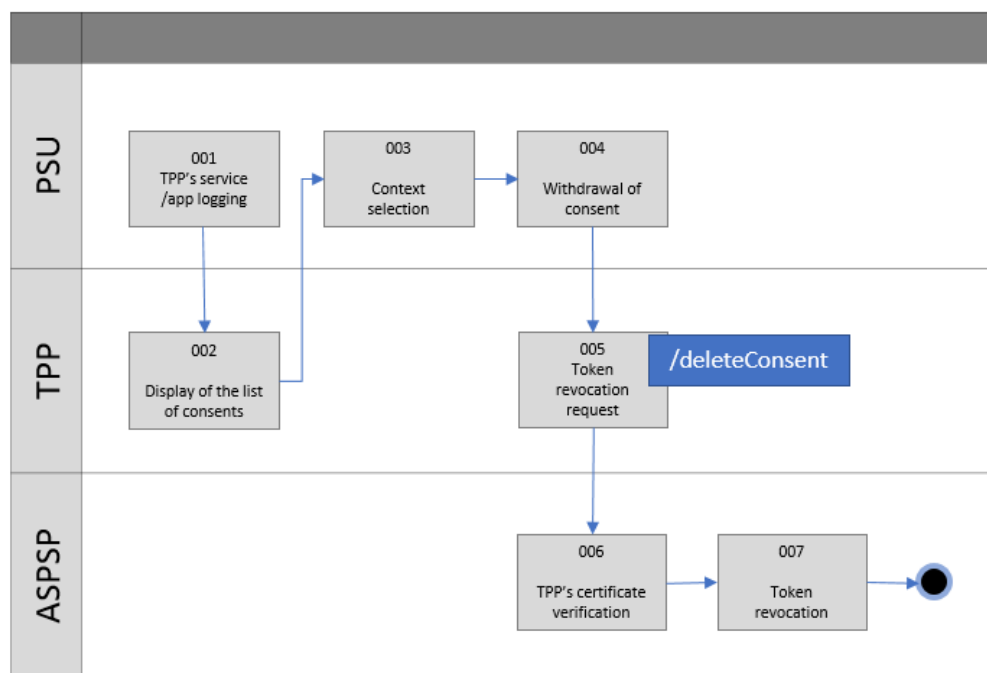 PSU
001
TPP's service
/app logging
003
Context
selection
004
Withdrawal of
consent
TPP
002
Display of the list
of consents
005
Token
revocation
request
/deleteConsent
ASPSP
006
TPP's certificate
verification
007
Token
revocation